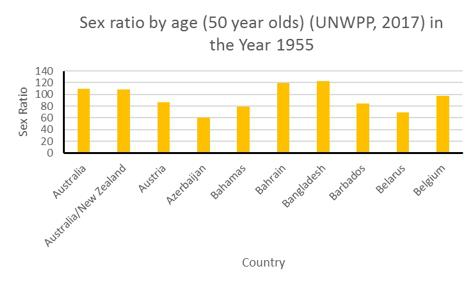 Sex ratio by age (50 year olds) (UNWPP, 2017) in
the Year 1955
Sex Ratio
140
120
100
80
60
40
20
0
Australia
Australia/New Zealand
Austria
Azerbaijan
Bahamas
Bahrain
Bangladesh
Barbados
Belarus
Belgium
Country